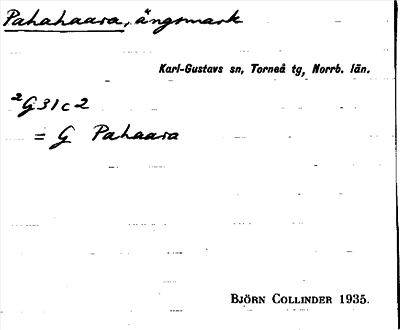 Pahahaara, ängsmark
Karl-Gustavs sn, Torneå tg, Norrb. län.
²G31c2
= G Pahaara
BJÖRN COLLINDER 1935.